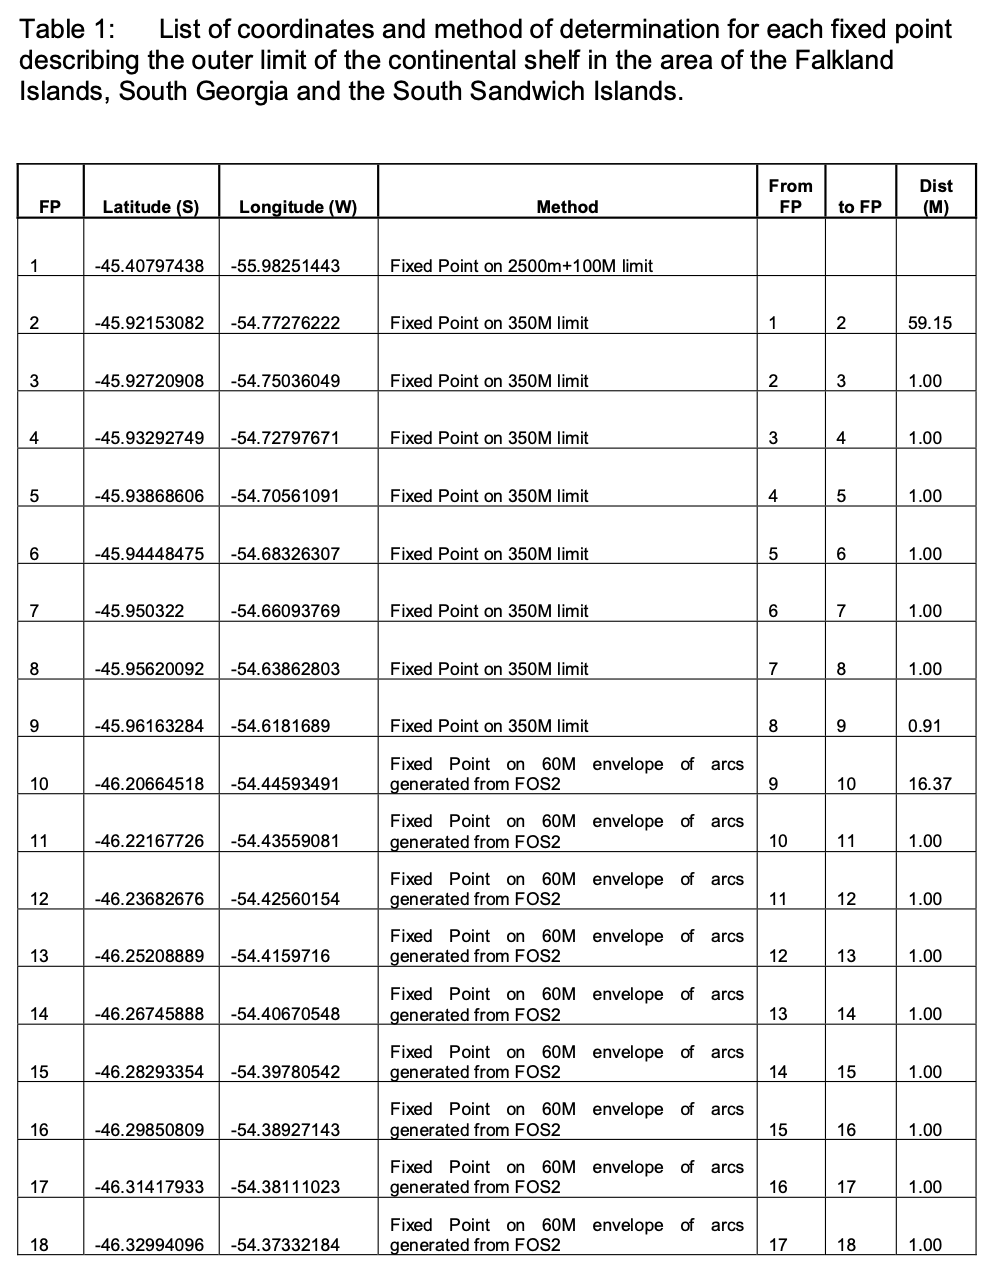 Table 1: List of coordinates and method of determination for each fixed point
describing the outer limit of the continental shelf in the area of the Falkland
Islands, South Georgia and the South Sandwich Islands.
FP Latitude (S) Longitude (W) Method From FP to FP Dist (M)
1 -45.40797438 -55.98251443 Fixed Point on 2500m+100M limit
2 -45.92153082 -54.77276222 Fixed Point on 350M limit 1 2 59.15
3 -45.92720908 -54.75036049 Fixed Point on 350M limit 2 3 1.00
4 -45.93292749 -54.72797671 Fixed Point on 350M limit 3 4 1.00
5 -45.93868606 -54.70561091 Fixed Point on 350M limit 4 5 1.00
6 -45.94448475 -54.68326307 Fixed Point on 350M limit 5 6 1.00
7 -45.950322 -54.66093769 Fixed Point on 350M limit 6 7 1.00
8 -45.95620092 -54.63862803 Fixed Point on 350M limit 7 8 1.00
9 -45.96163284 -54.6181689 Fixed Point on 350M limit 8 9 0.91
Fixed Point on 60M envelope of arcs
10 -46.20664518 -54.44593491 generated from FOS2 9 10 16.37
Fixed Point on 60M envelope of arcs
11 -46.22167726 -54.43559081 generated from FOS2 10 11 1.00
Fixed Point on 60M envelope of arcs
12 -46.23682676 -54.42560154 generated from FOS2 11 12 1.00
Fixed Point on 60M envelope of arcs
13 -46.25208889 -54.4159716 generated from FOS2 12 13 1.00
Fixed Point on 60M envelope of arcs
14 -46.26745888 -54.40670548 generated from FOS2 13 14 1.00
Fixed Point on 60M envelope of arcs
15 -46.28293354 -54.39780542 generated from FOS2 14 15 1.00
Fixed Point on 60M envelope of arcs
16 -46.29850809 -54.38927143 generated from FOS2 15 16 1.00
Fixed Point on 60M envelope of arcs
17 -46.31417933 -54.38111023 generated from FOS2 16 17 1.00
Fixed Point on 60M envelope of arcs
18 -46.32994096 -54.37332184 generated from FOS2 17 18 1.00